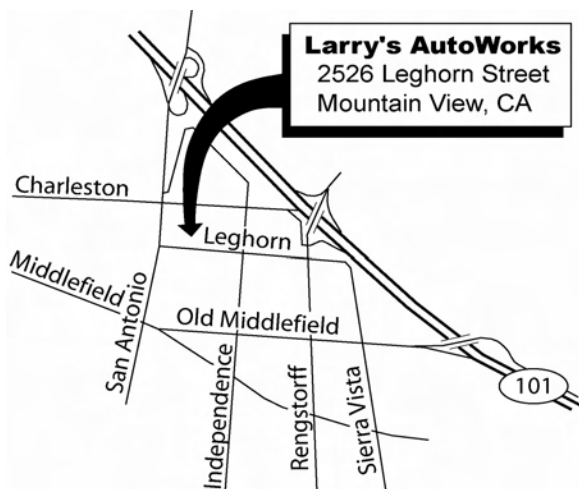 Larry's AutoWorks
2526 Leghorn Street
Mountain View, CA
Charleston
Leghorn
Middlefield
Old Middlefield
San Antonio
Independence
Rengstorff
Sierra Vista
101